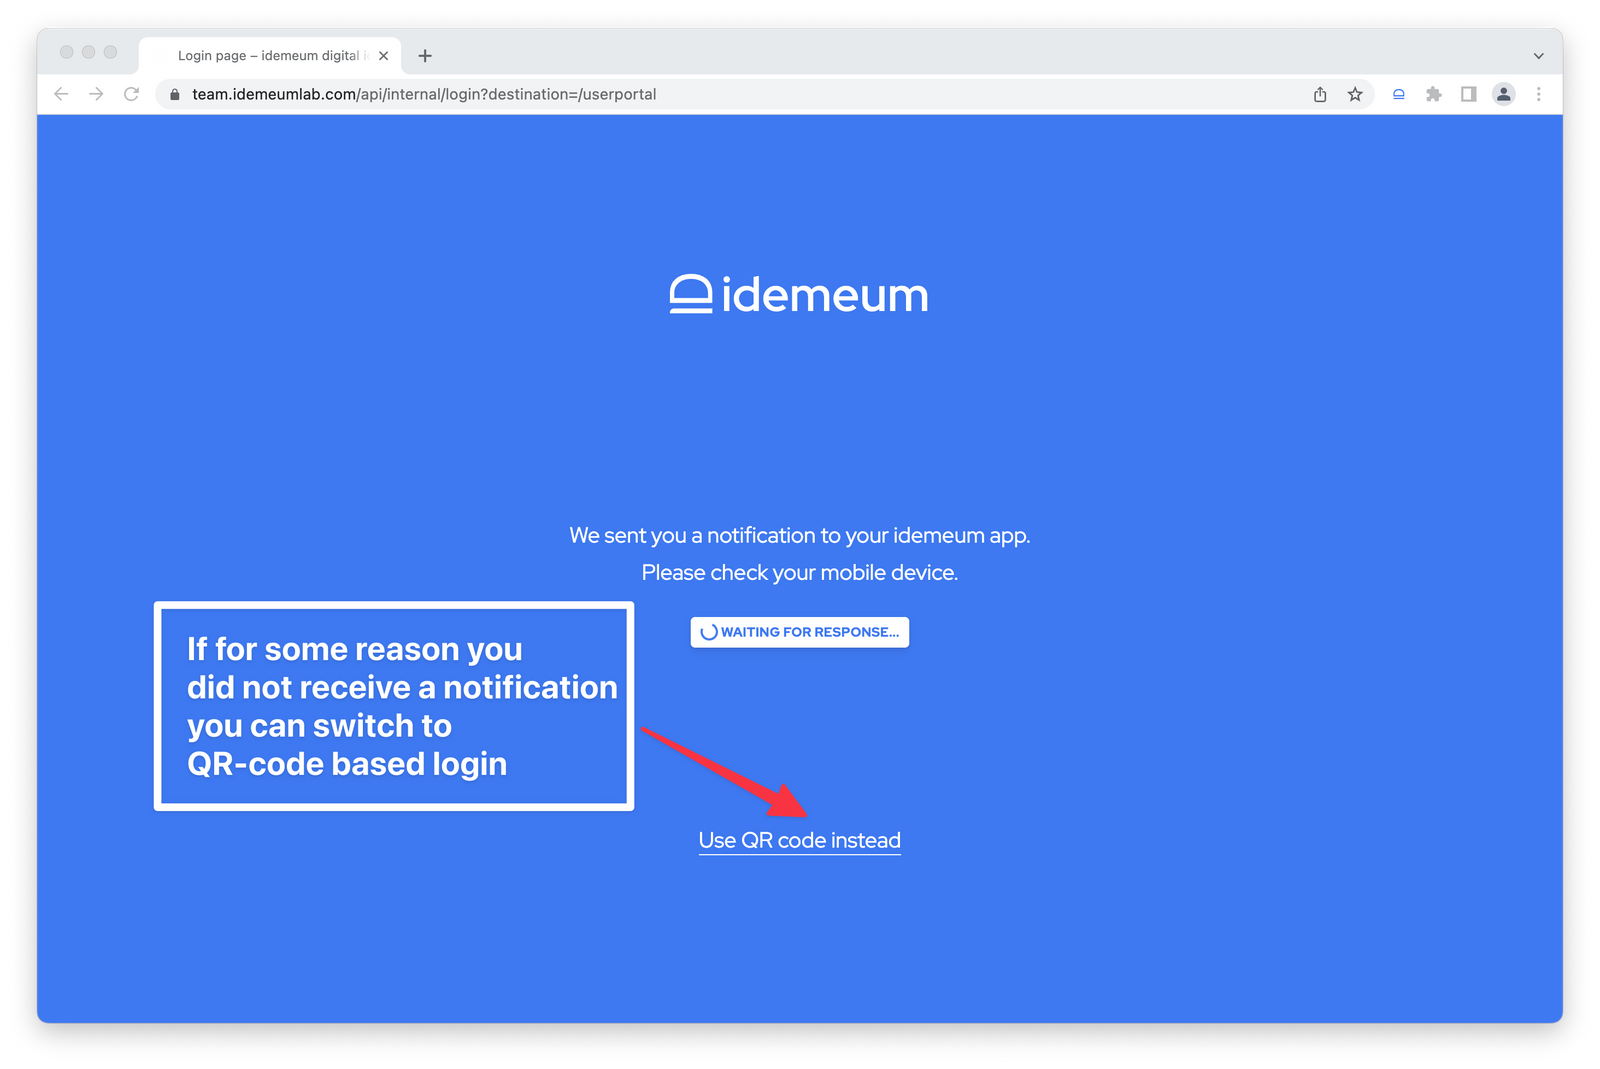 Login page – idemeum digital
team.idemeumlab.com/api/internal/login?destination=/userportal
idemeum
We sent you a notification to your idemeum app.
Please check your mobile device.
WAITING FOR RESPONSE...
If for some reason you
did not receive a notification
you can switch to
QR-code based login
Use QR code instead